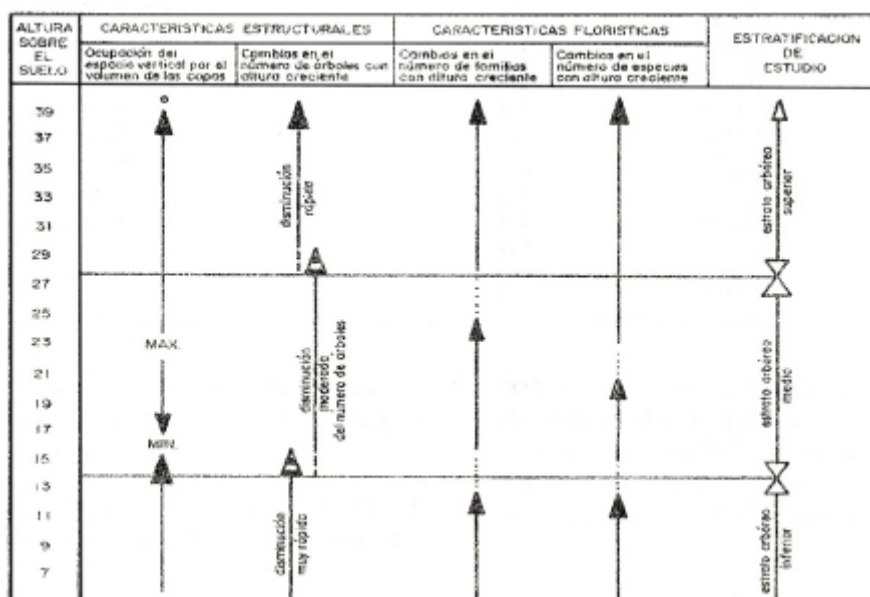 ALTURA
SOBRE
EL
SUELO
CARACTERISTICAS ESTRUCTURALES
CARACTERISTICAS FLORISTICAS
ESTRATIFICACION
DE
ESTUDIO
Ocupación del
espacio vertical por el
volumen de las copas
Cambios en el
número de árboles con
altura creciente
Cambios en el
número de familias
con altura creciente
Cambios en el
número de especies
con altura creciente
39
37
35
33
31
29
27
25
23
21
19
17
15
13
11
9
7
MAX.
MIN.
disminución
rápida
disminución
moderada
del numero de árboles
disminución
muy rápida
estrato arbóreo
superior
estrato arbóreo
medio
estrato arbóreo
inferior